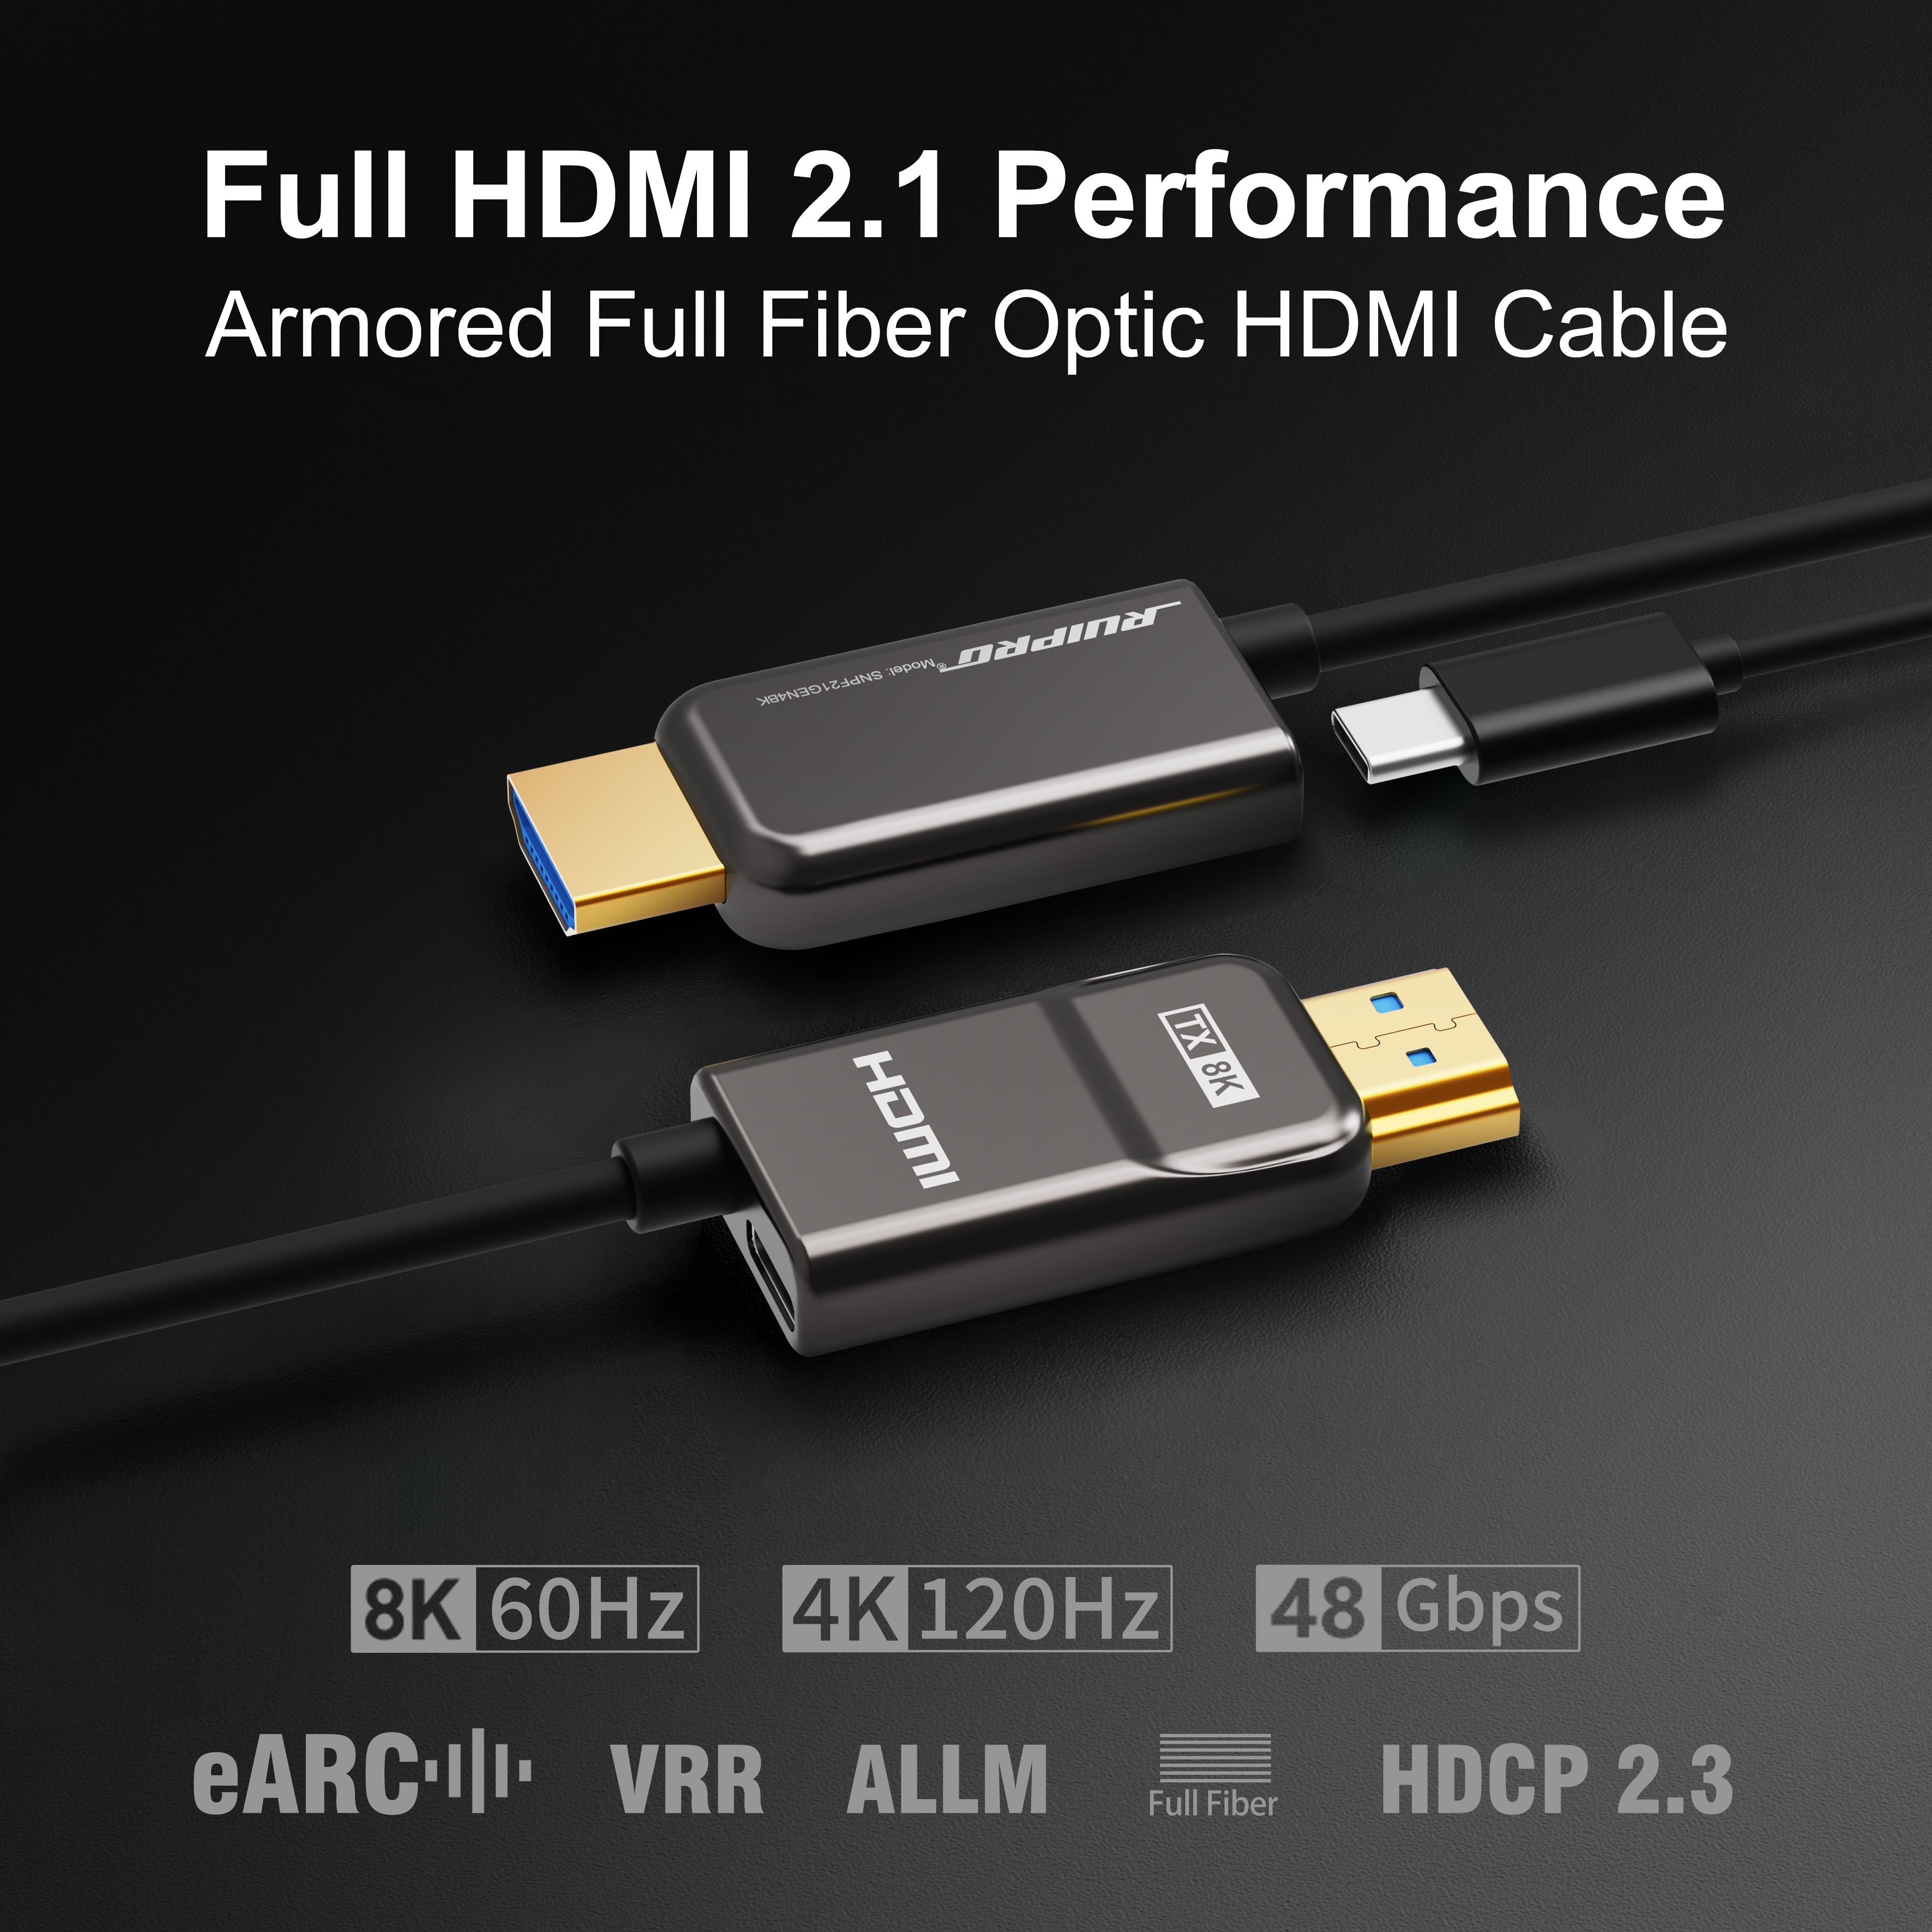 Full HDMI 2.1 Performance
Armored Full Fiber Optic HDMI Cable
RUIPRO®
Model: SNPF21GEN4BK
TX 8K
HDMI
8K 60Hz
4K 120Hz
48 Gbps
eARC
VRR
ALLM
Full Fiber
HDCP 2.3